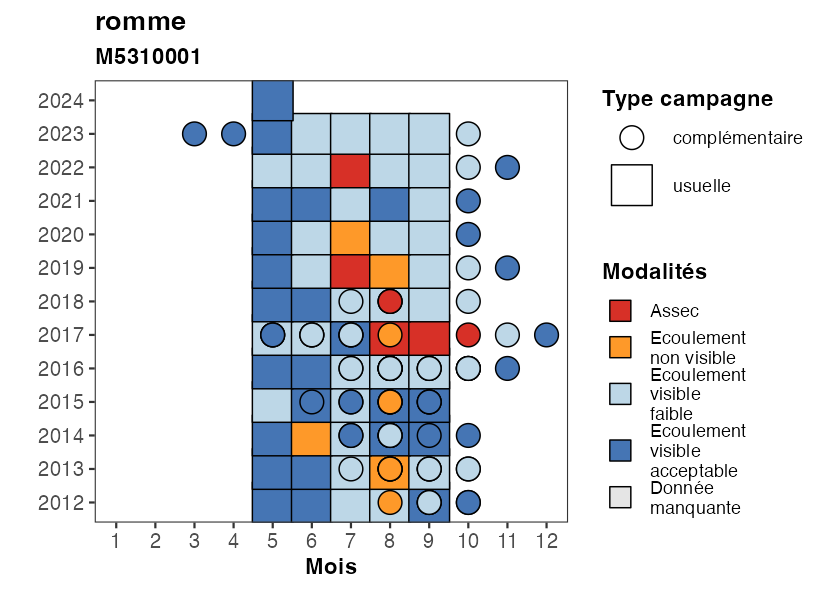 romme
M5310001
2024
2023
2022
2021
2020
2019
2018
2017
2016
2015
2014
2013
2012
1 2 3 4 5 6 7 8 9 10 11 12
Mois
Type campagne
complémentaire
usuelle
Modalités
Assec
Ecoulement
non visible
Ecoulement
visible
faible
Ecoulement
visible
acceptable
Donnée
manquante